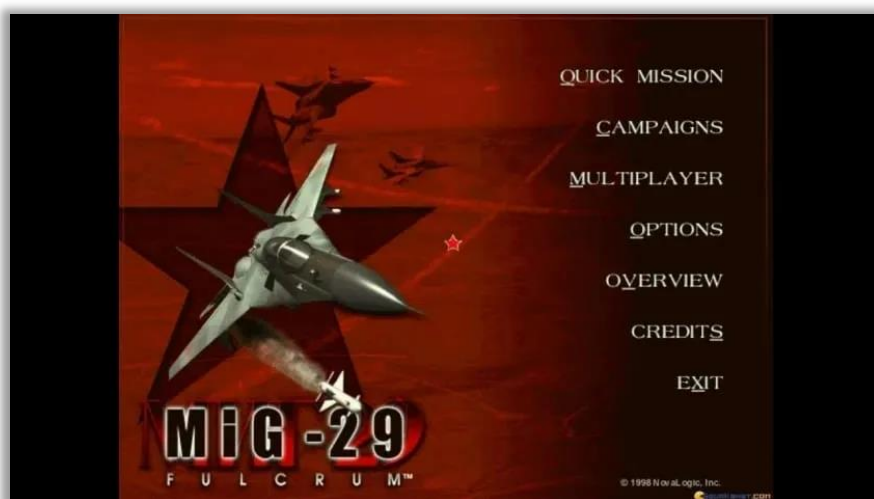 QUICK MISSION
CAMPAIGNS
MULTIPLAYER
OPTIONS
OVERVIEW
CREDITS
EXIT
MiG-29
FULCRUM™
© 1998 NovaLogic, Inc.